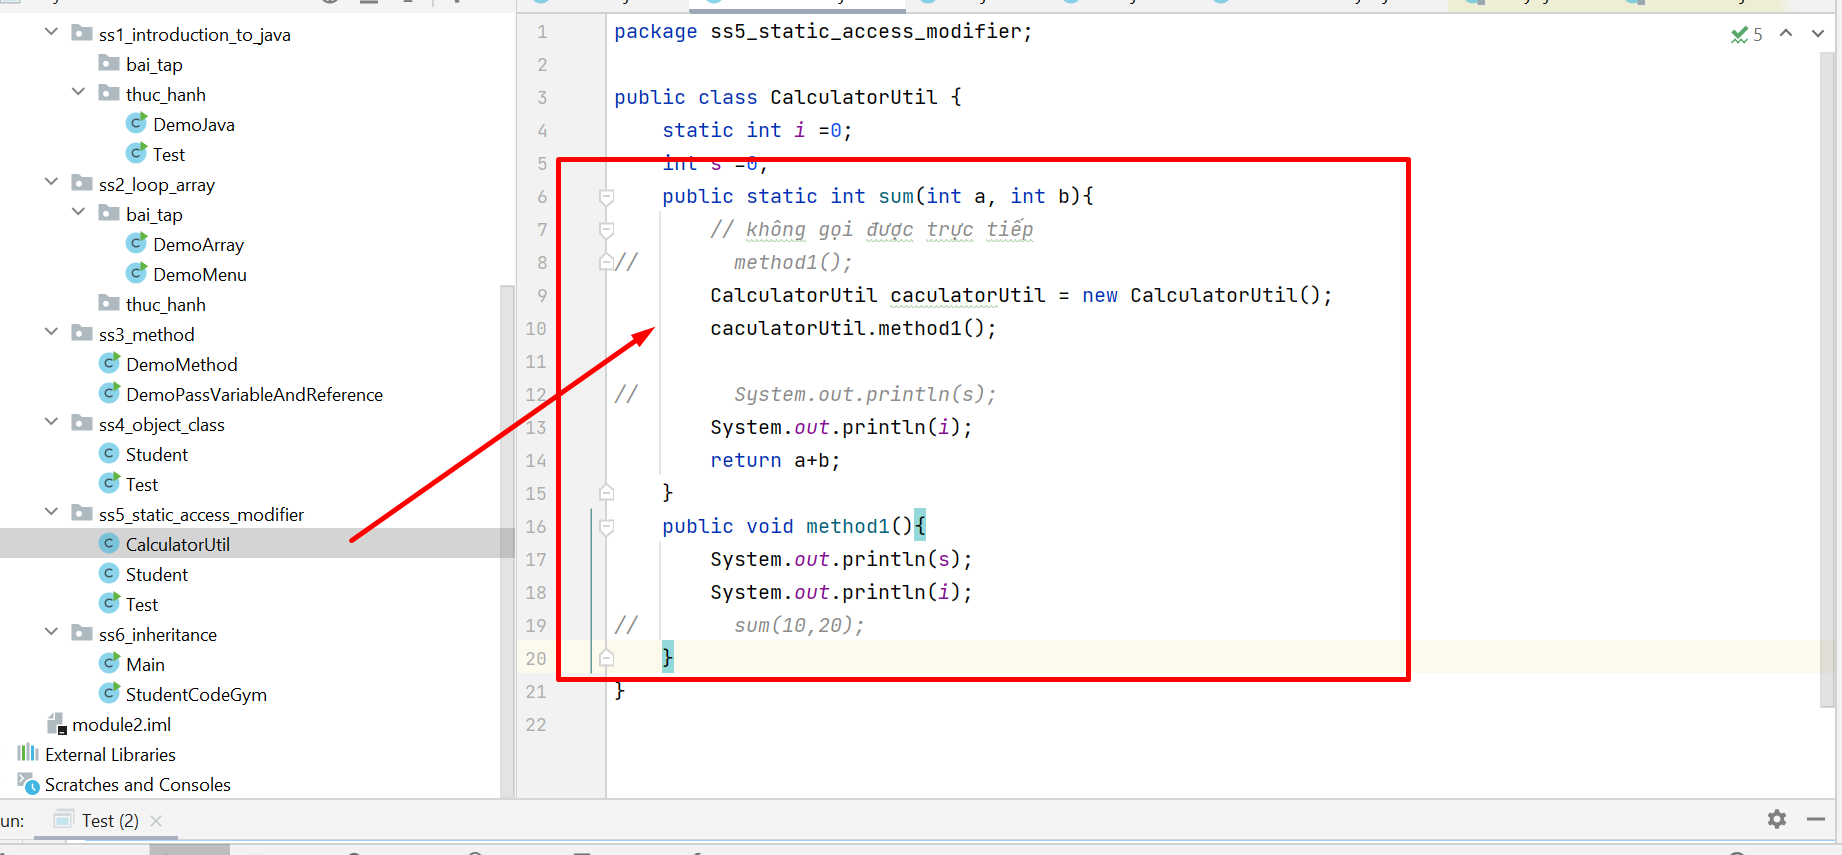 ss1_introduction_to_java
bai_tap
thuc_hanh
DemoJava
Test
ss2_loop_array
bai_tap
DemoArray
DemoMenu
thuc_hanh
ss3_method
DemoMethod
DemoPassVariableAndReference
ss4_object_class
Student
Test
ss5_static_access_modifier
CalculatorUtil
Student
Test
ss6_inheritance
Main
StudentCodeGym
module2.iml
External Libraries
Scratches and Consoles
5
1 package ss5_static_access_modifier;
2
3 public class CalculatorUtil {
4 static int i =0;
5 int s =0;
6 public static int sum(int a, int b){
7 // không gọi được trực tiếp
8 // method1();
9 CalculatorUtil caculatorUtil = new CalculatorUtil();
10 caculatorUtil.method1();
11
12 // System.out.println(s);
13 System.out.println(i);
14 return a+b;
15 }
16 public void method1(){
17 System.out.println(s);
18 System.out.println(i);
19 // sum(10,20);
20 }
21 }
22
un: Test (2)